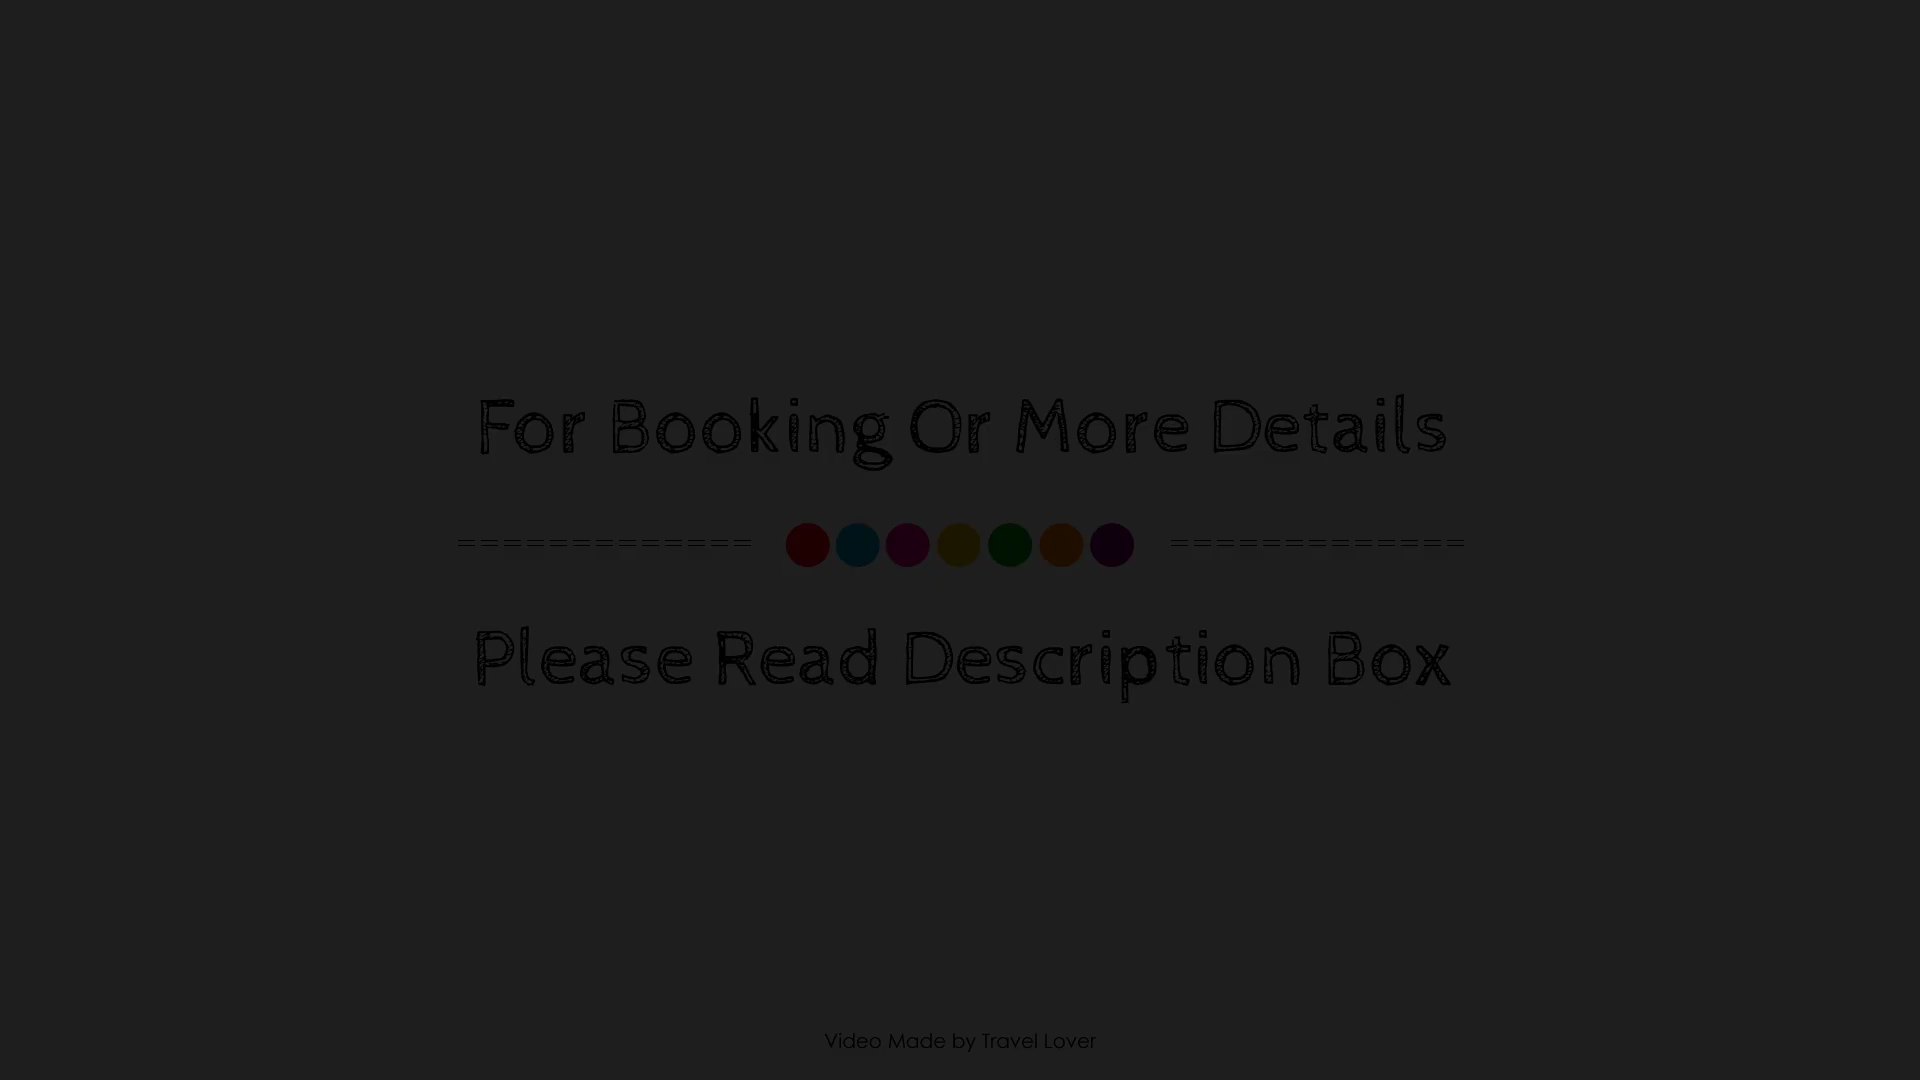 For Booking Or More Details
============= =============
Please Read Description Box
Video Made by Travel Lover